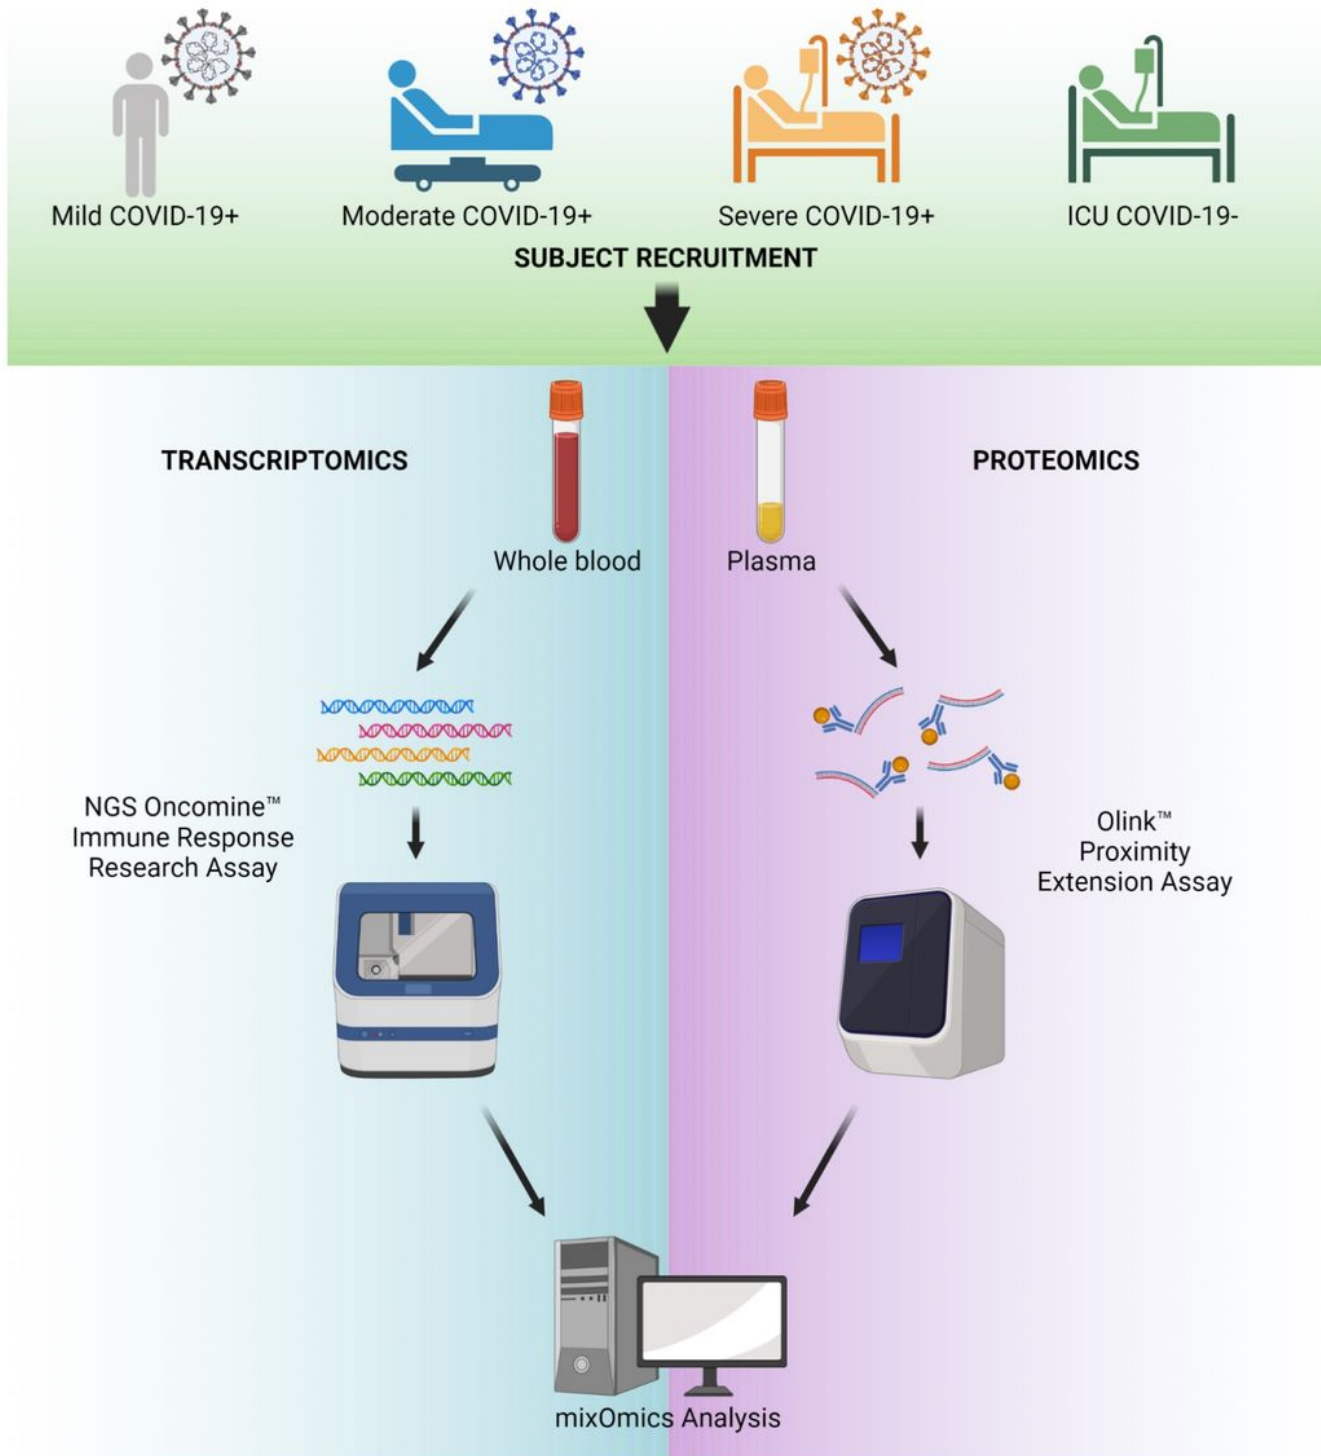 Mild COVID-19+
Moderate COVID-19+
Severe COVID-19+
ICU COVID-19-
SUBJECT RECRUITMENT
TRANSCRIPTOMICS
PROTEOMICS
Whole blood
Plasma
NGS Oncomine™
Immune Response
Research Assay
Olink™
Proximity
Extension Assay
mixOmics Analysis